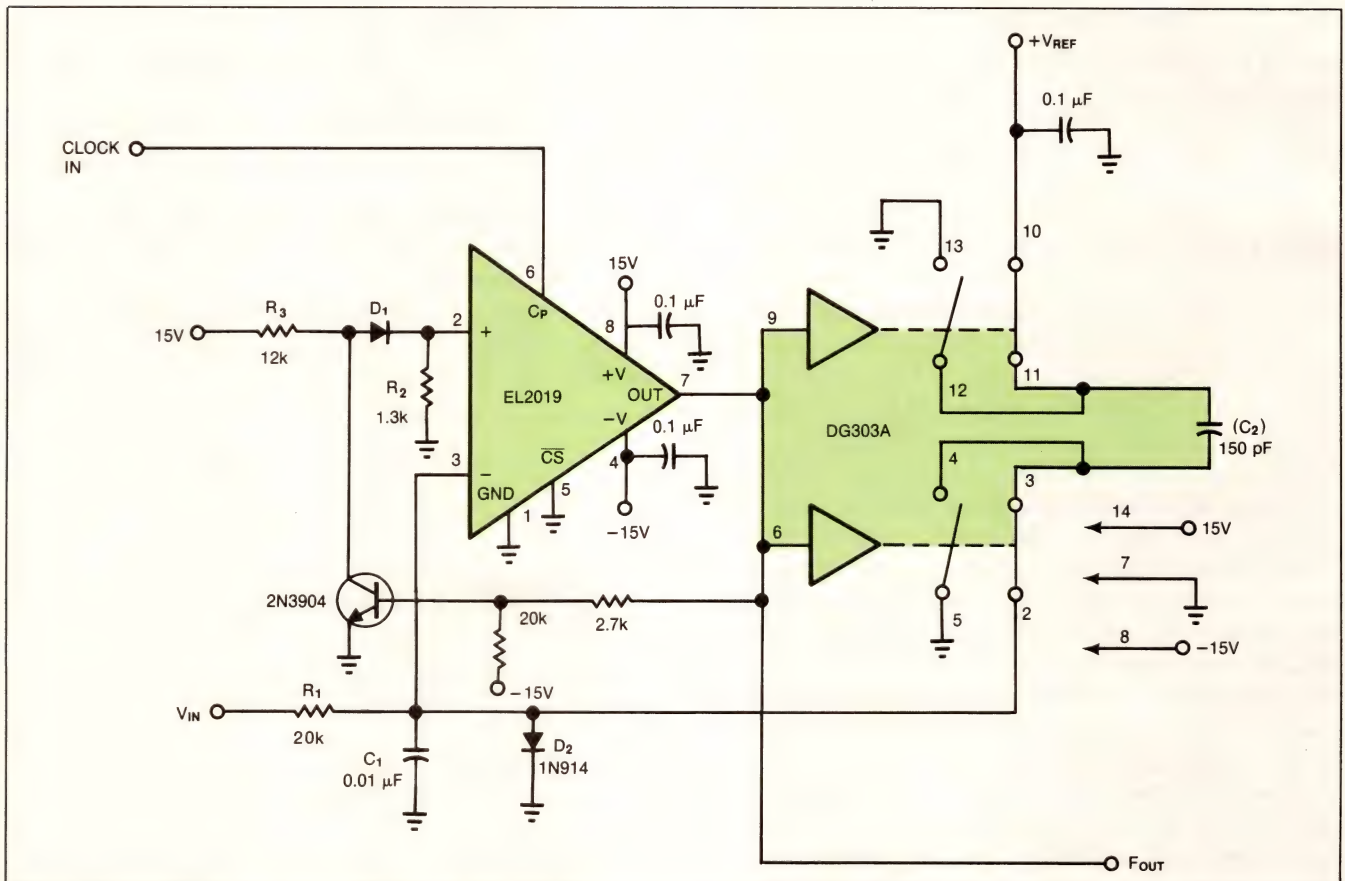 +VREF
0.1 µF
CLOCK
IN
10
13
6
15V
CP
0.1 µF
R3
D1
8
9
15V
2
+
12k
+V
11
R2
OUT
7
12
1.3k
EL2019
DG303A
(C2)
150 pF
−V
0.1 µF
CS
4
4
3
−
3
GND
5
14
15V
1
−15V
6
7
2N3904
20k
2.7k
5
2
8
−15V
−15V
R1
VIN
20k
D2
C1
1N914
0.01 µF
FOUT